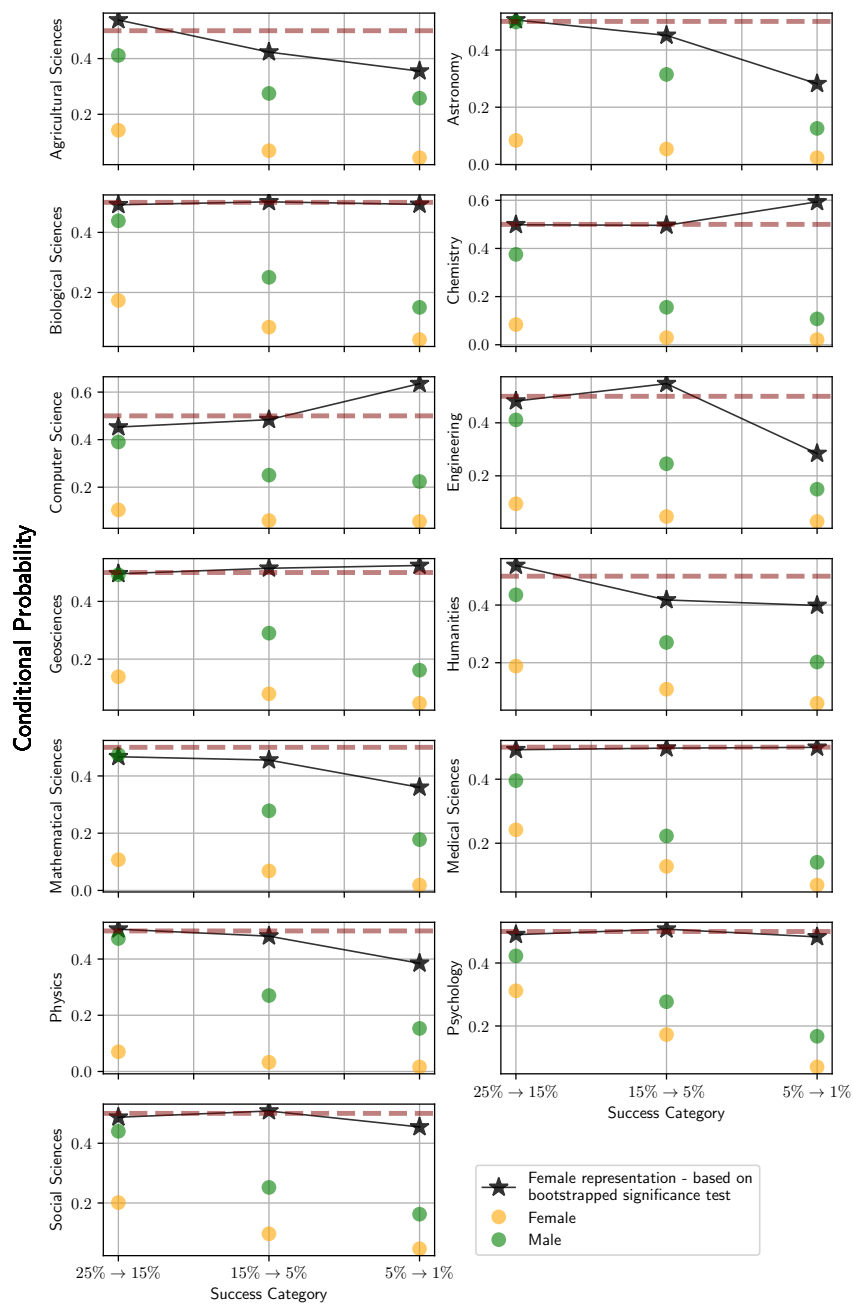 Conditional Probability
Agricultural Sciences
0.4
0.2
Astronomy
0.4
0.2
0.0
Biological Sciences
0.4
0.2
Chemistry
0.6
0.4
0.2
0.0
Computer Science
0.6
0.4
0.2
Engineering
0.4
0.2
Geosciences
0.4
0.2
Humanities
0.4
0.2
Mathematical Sciences
0.4
0.2
0.0
Medical Sciences
0.4
0.2
Physics
0.4
0.2
0.0
Psychology
0.4
0.2
25% → 15% 15% → 5% 5% → 1%
Success Category
Social Sciences
0.4
0.2
25% → 15% 15% → 5% 5% → 1%
Success Category
Female representation - based on
bootstrapped significance test
Female
Male